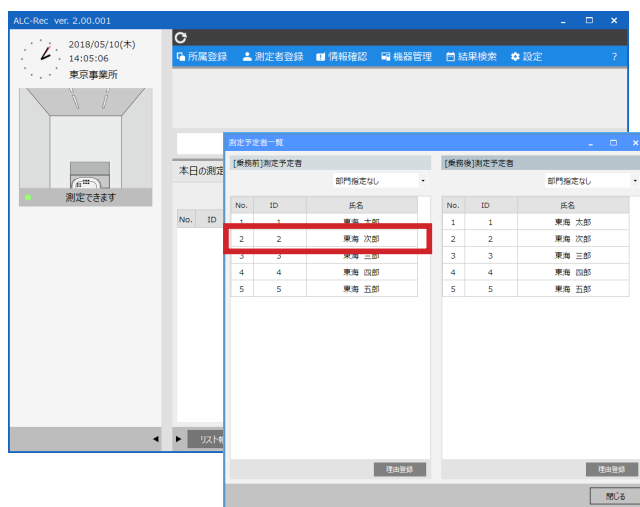 ALC-Rec ver. 2.00.001
2018/05/10(木)
14:05:06
東京事業所
測定できます
所属登録 測定者登録 情報確認 機器管理 結果検索 設定 ?
本日の測定
No. ID
リスト
測定予定者一覧
[乗務前]測定予定者
部門指定なし
No. ID 氏名
1 1 東海 太郎
2 2 東海 次郎
3 3 東海 三郎
4 4 東海 四郎
5 5 東海 五郎
理由登録
[乗務後]測定予定者
部門指定なし
No. ID 氏名
1 1 東海 太郎
2 2 東海 次郎
3 3 東海 三郎
4 4 東海 四郎
5 5 東海 五郎
理由登録
閉じる